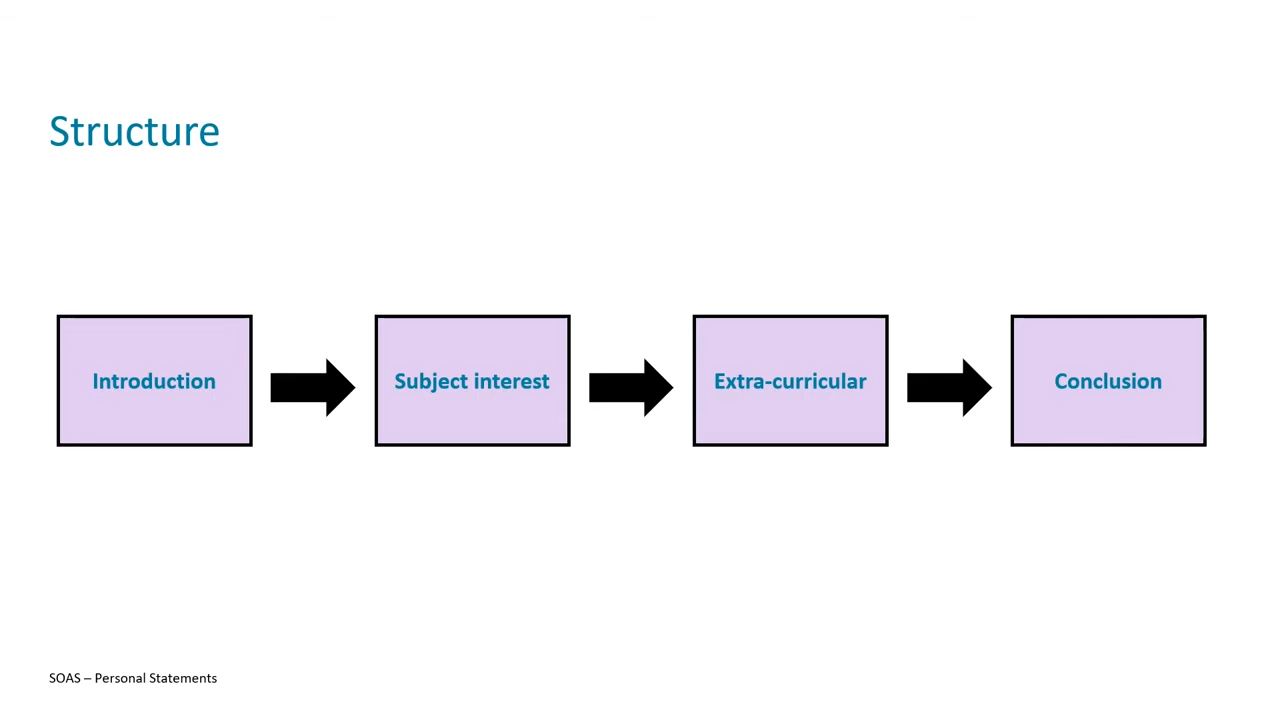 Structure
Introduction
Subject interest
Extra-curricular
Conclusion
SOAS – Personal Statements